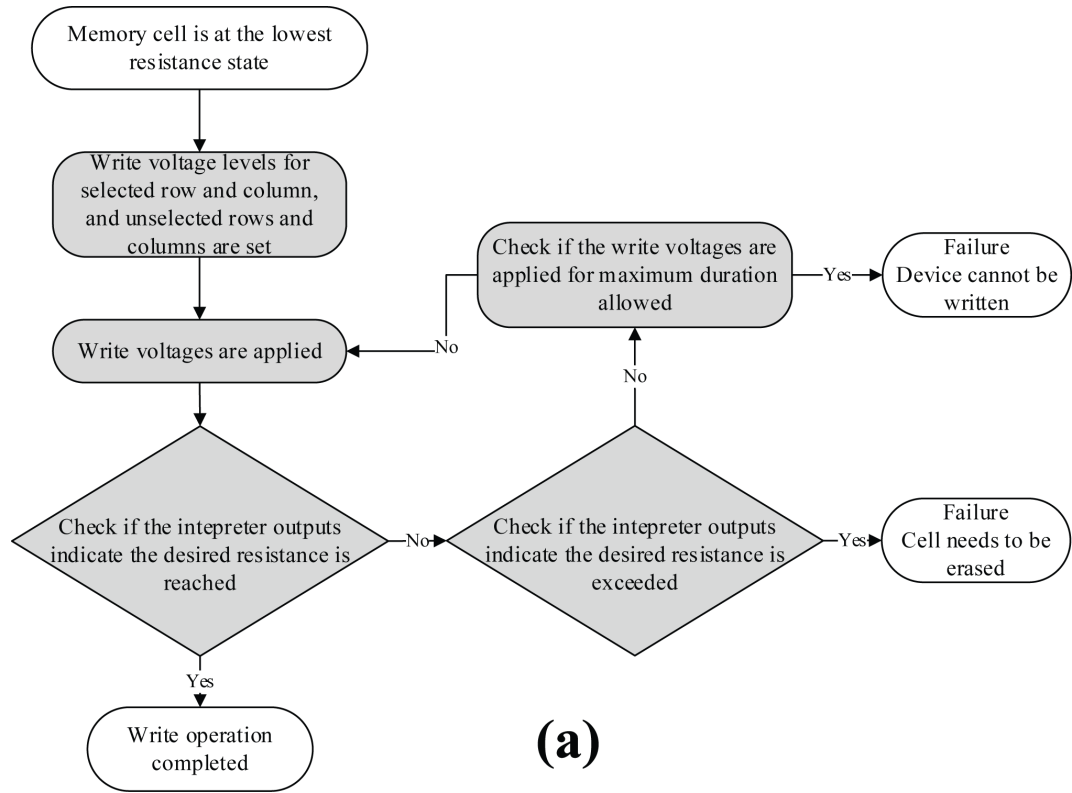 Memory cell is at the lowest
resistance state
Write voltage levels for
selected row and column,
and unselected rows and
columns are set
Write voltages are applied
No
Check if the write voltages are
applied for maximum duration
allowed
Yes
Failure
Device cannot be
written
No
Check if the intepreter outputs
indicate the desired resistance is
reached
No
Check if the intepreter outputs
indicate the desired resistance is
exceeded
Yes
Failure
Cell needs to be
erased
Yes
Write operation
completed
(a)